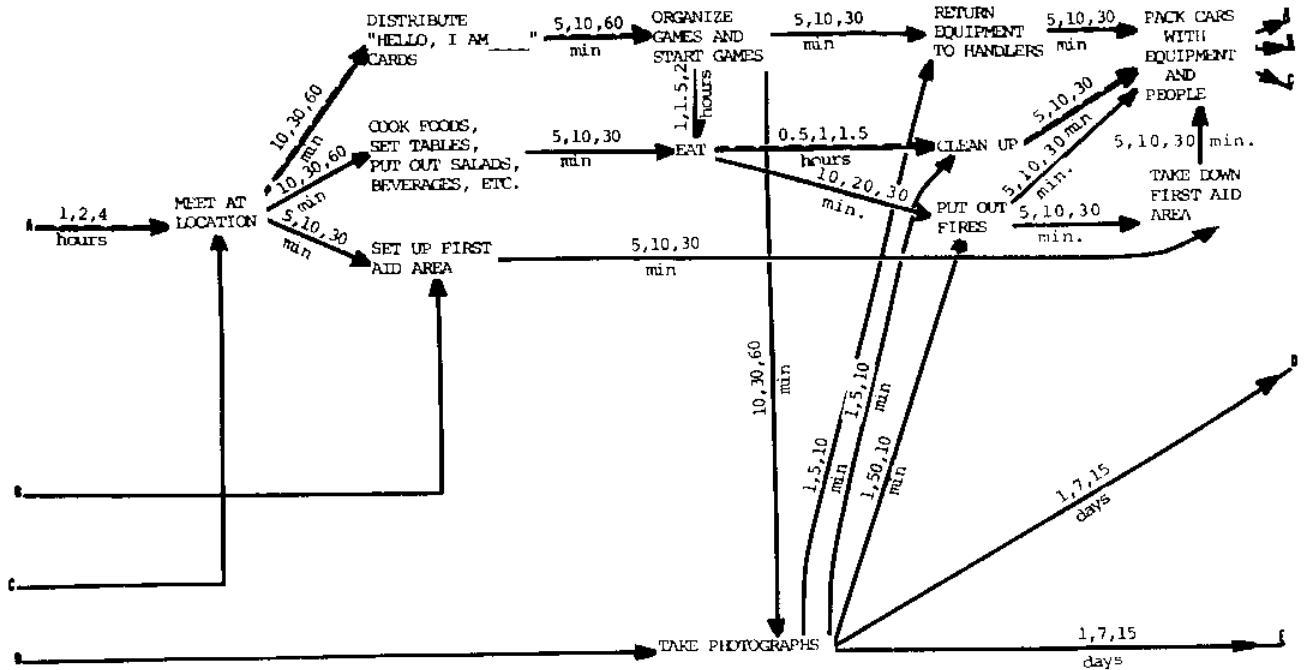 DISTRIBUTE
"HELLO, I AM ____"
CARDS
5,10,60
min
ORGANIZE
GAMES AND
START GAMES
5,10,30
min
RETURN
EQUIPMENT
TO HANDLERS
5,10,30
min
PACK CARS
WITH
EQUIPMENT
AND
PEOPLE
C
10,30,60
min
1,1.5,2
hours
COOK FOODS,
SET TABLES,
PUT OUT SALADS,
BEVERAGES, ETC.
5,10,30
min
EAT
0.5,1,1.5
hours
CLEAN UP
5,10,30
min
5,10,30 min.
10,30,60
min
10,20,30
min.
5,10,30
min.
TAKE DOWN
FIRST AID
AREA
A
1,2,4
hours
MEET AT
LOCATION
5,10,30
min
SET UP FIRST
AID AREA
5,10,30
min
PUT OUT
FIRES
5,10,30
min.
10,30,60
min
1,5,10
min
1,5,10
min
1,50,10
min
D
1,7,15
days
C
TAKE PHOTOGRAPHS
1,7,15
days
E